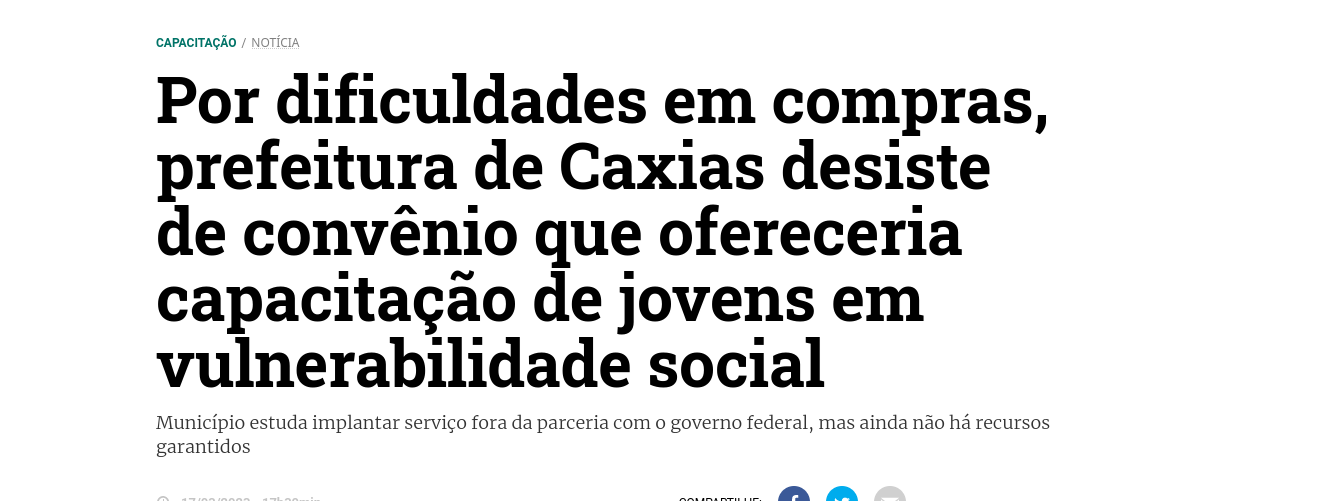 CAPACITAÇÃO / NOTÍCIA
Por dificuldades em compras,
prefeitura de Caxias desiste
de convênio que ofereceria
capacitação de jovens em
vulnerabilidade social
Município estuda implantar serviço fora da parceria com o governo federal, mas ainda não há recursos
garantidos
COMPARTILHE: